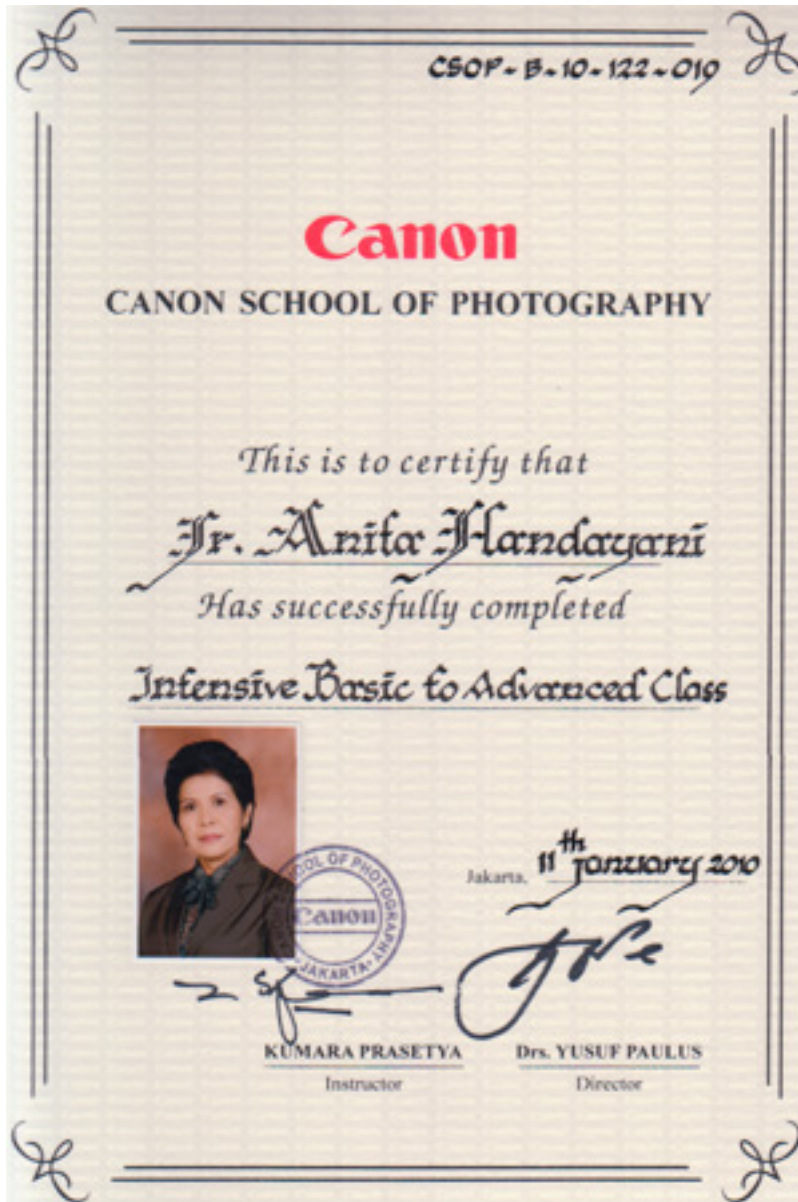 CSOP-B-10-122-019
Canon
CANON SCHOOL OF PHOTOGRAPHY
This is to certify that
Ir. Anita Handayani
Has successfully completed
Intensive Basic to Advanced Class
SCHOOL OF PHOTOGRAPHY
Canon
JAKARTA
Jakarta, 11th January 2010
KUMARA PRASETYA
Drs. YUSUF PAULUS
Instructor
Director